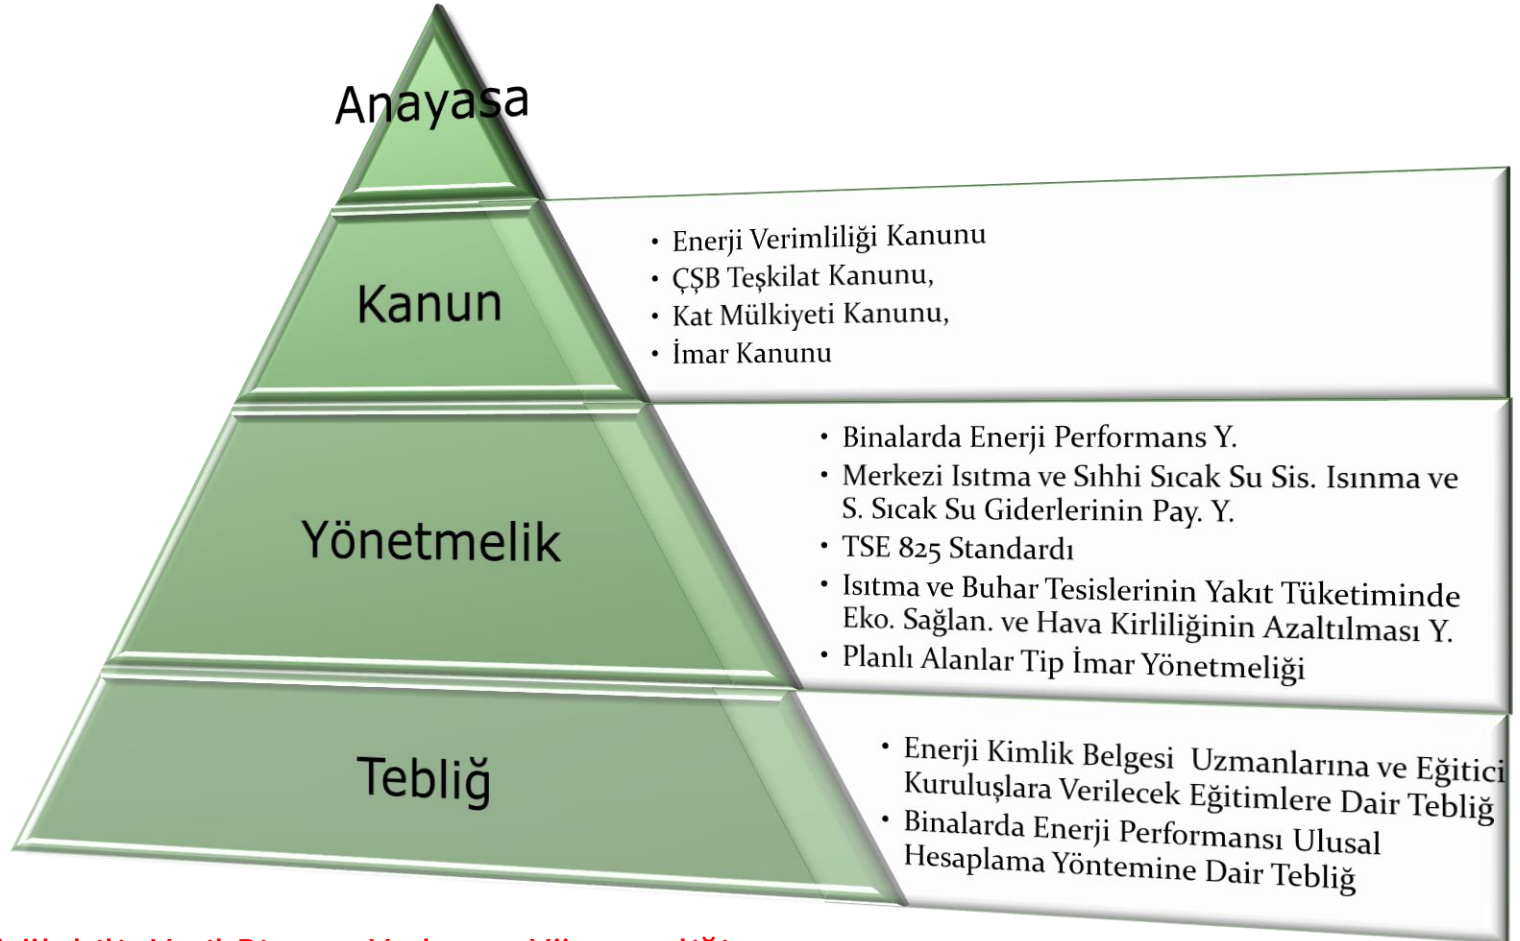 Anayasa
Kanun
• Enerji Verimliliği Kanunu
• ÇŞB Teşkilat Kanunu,
• Kat Mülkiyeti Kanunu,
• İmar Kanunu
Yönetmelik
• Binalarda Enerji Performans Y.
• Merkezi Isıtma ve Sıhhi Sıcak Su Sis. Isınma ve
S. Sıcak Su Giderlerinin Pay. Y.
• TSE 825 Standardı
• Isıtma ve Buhar Tesislerinin Yakıt Tüketiminde
Eko. Sağlan. ve Hava Kirliliğinin Azaltılması Y.
• Planlı Alanlar Tip İmar Yönetmeliği
Tebliğ
• Enerji Kimlik Belgesi  Uzmanlarına ve Eğitici
Kuruluşlara Verilecek Eğitimlere Dair Tebliğ
• Binalarda Enerji Performansı Ulusal
Hesaplama Yöntemine Dair Tebliğ